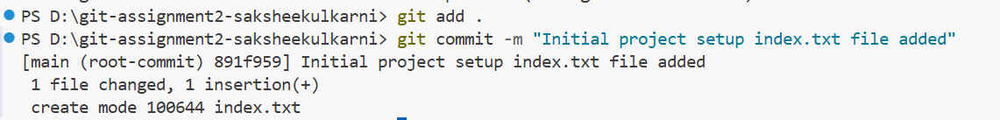 PS D:\git-assignment2-saksheekulkarni> git add .
PS D:\git-assignment2-saksheekulkarni> git commit -m "Initial project setup index.txt file added"
[main (root-commit) 891f959] Initial project setup index.txt file added
 1 file changed, 1 insertion(+)
 create mode 100644 index.txt